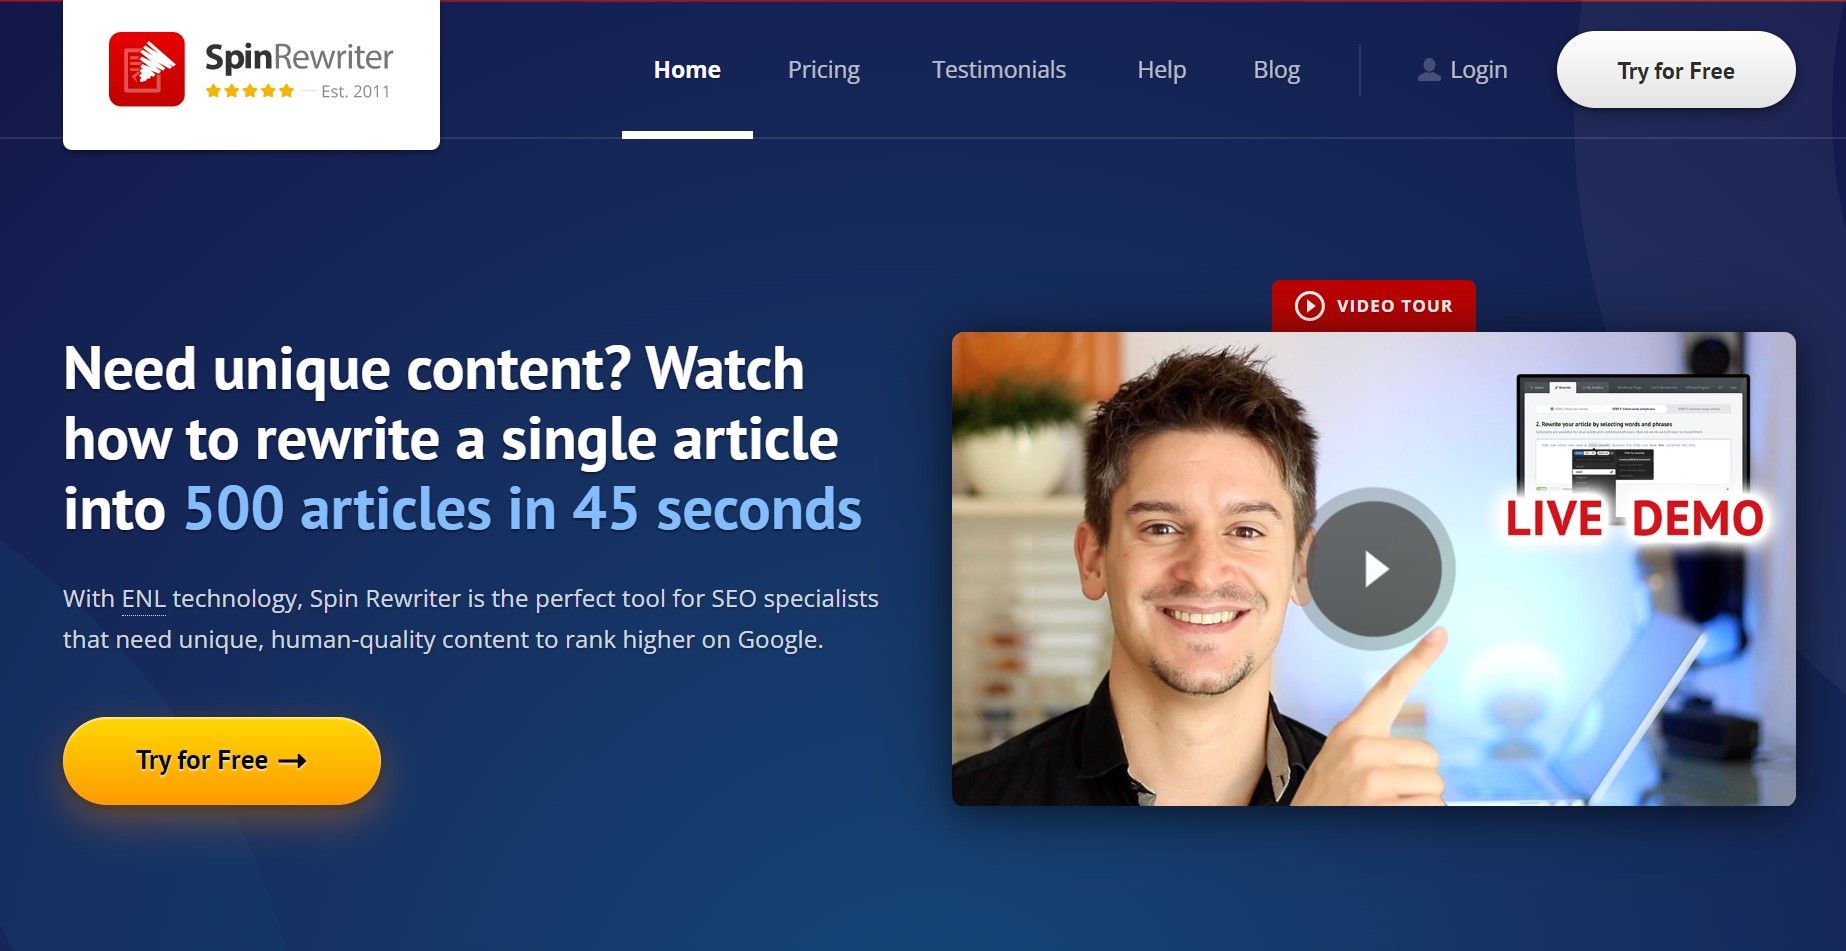 SpinRewriter
Est. 2011
Home
Pricing
Testimonials
Help
Blog
Login
Try for Free
Need unique content? Watch
how to rewrite a single article
into 500 articles in 45 seconds
With ENL technology, Spin Rewriter is the perfect tool for SEO specialists
that need unique, human-quality content to rank higher on Google.
Try for Free
VIDEO TOUR
2. Rewrite your article by selecting words and phrases
LIVE DEMO